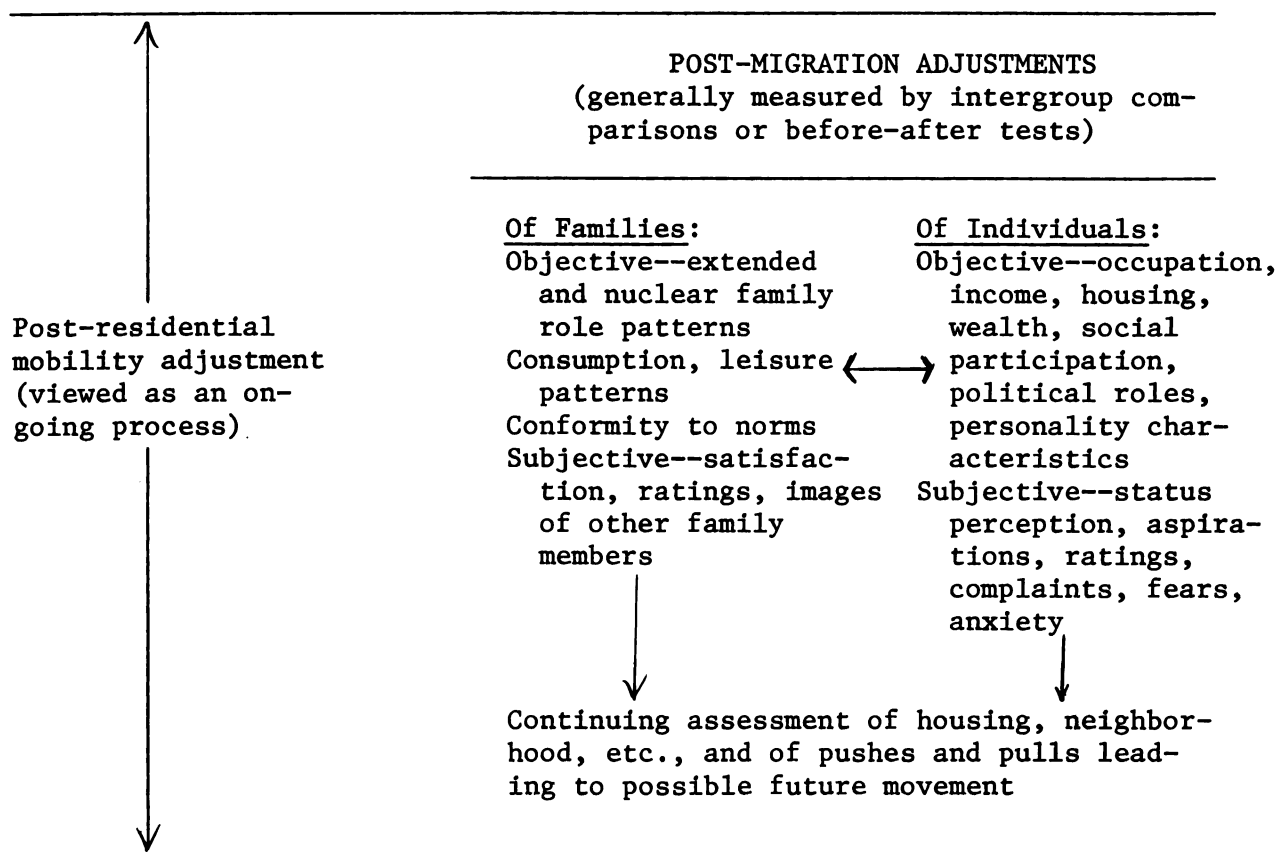 POST-MIGRATION ADJUSTMENTS
(generally measured by intergroup com-
parisons or before-after tests)
Post-residential
mobility adjustment
(viewed as an on-
going process)
Of Families:
Objective--extended
and nuclear family
role patterns
Consumption, leisure
patterns
Conformity to norms
Subjective--satisfac-
tion, ratings, images
of other family
members
Of Individuals:
Objective--occupation,
income, housing,
wealth, social
participation,
political roles,
personality char-
acteristics
Subjective--status
perception, aspira-
tions, ratings,
complaints, fears,
anxiety
Continuing assessment of housing, neighbor-
hood, etc., and of pushes and pulls lead-
ing to possible future movement